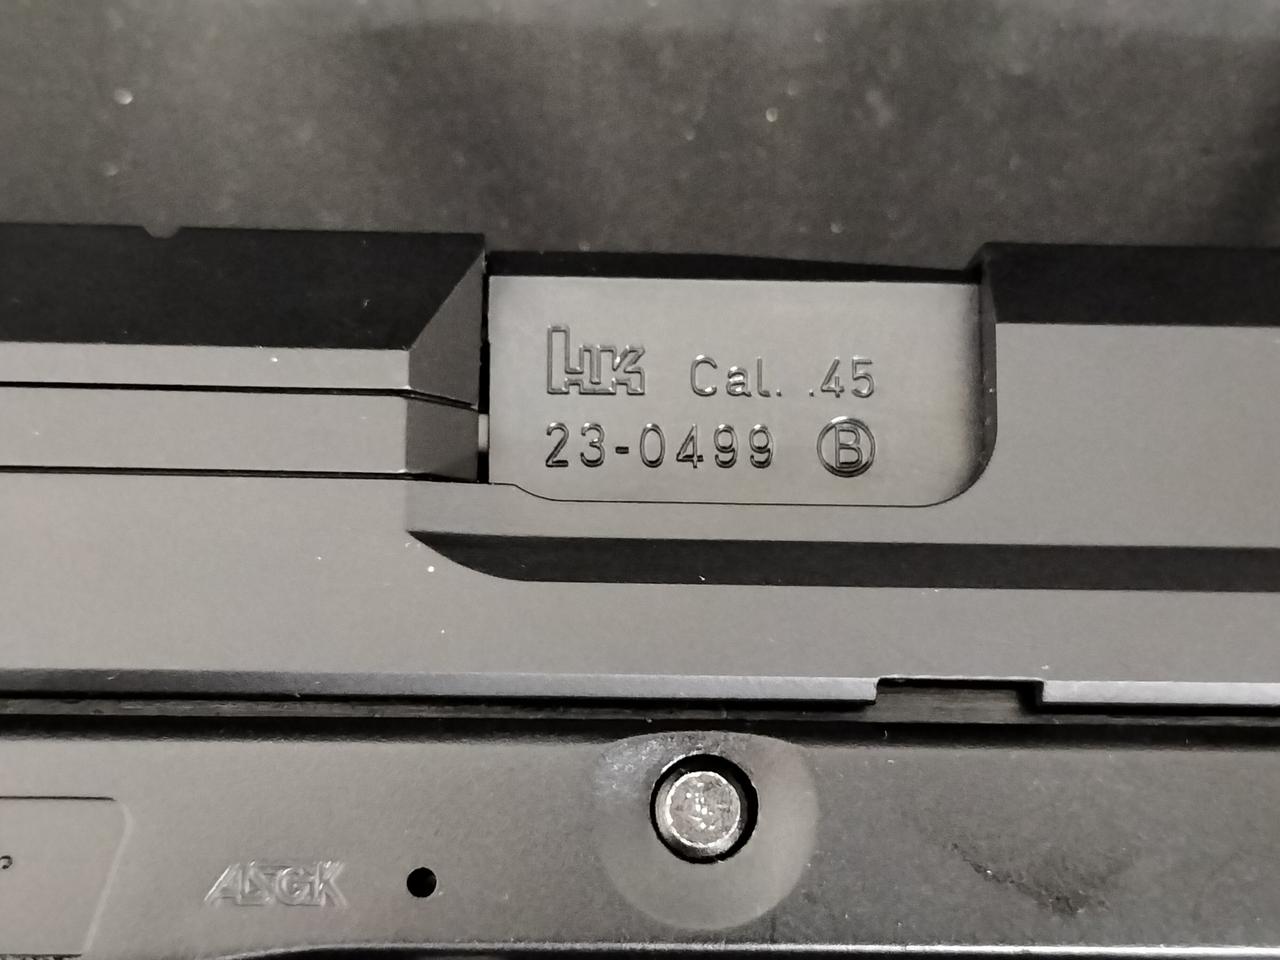 HK Cal. .45
23-0499 B
ASGK